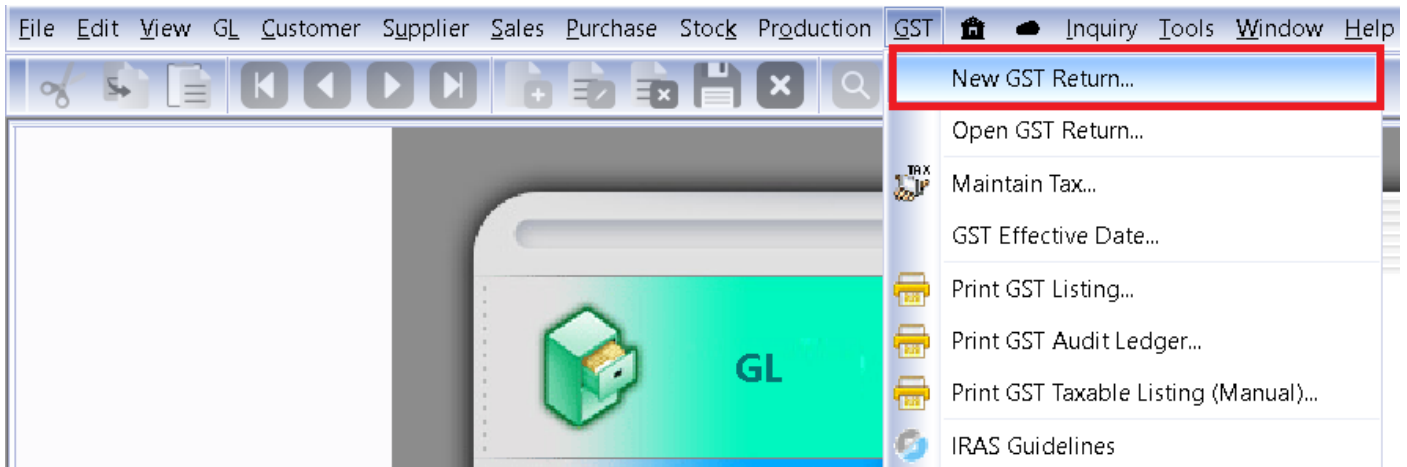 File Edit View GL Customer Supplier Sales Purchase Stock Production GST Inquiry Tools Window Help
New GST Return...
Open GST Return...
TAX
Maintain Tax...
GST Effective Date...
Print GST Listing...
Print GST Audit Ledger...
GL
Print GST Taxable Listing (Manual)...
IRAS Guidelines